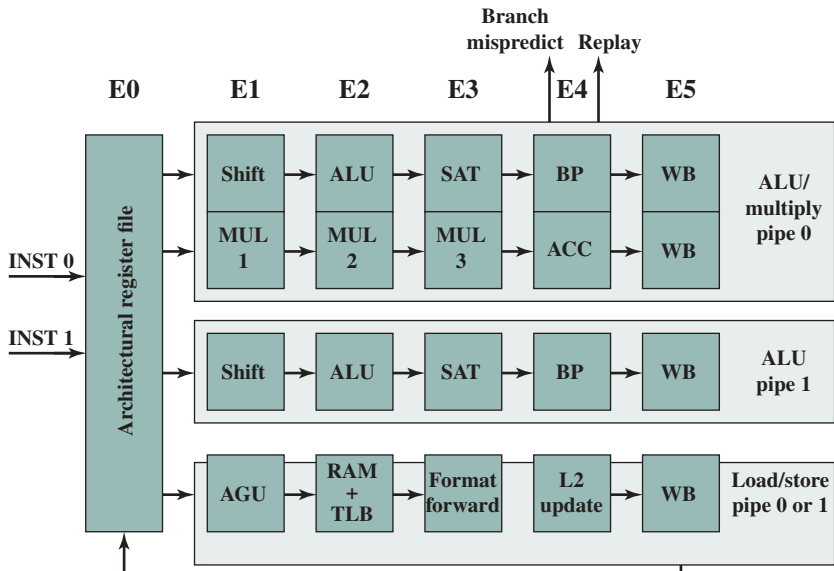 Branch
mispredict
Replay
E0
E1
E2
E3
E4
E5
INST 0
INST 1
Architectural register file
Shift
ALU
SAT
BP
WB
MUL
1
MUL
2
MUL
3
ACC
WB
ALU/
multiply
pipe 0
Shift
ALU
SAT
BP
WB
ALU
pipe 1
AGU
RAM
+
TLB
Format
forward
L2
update
WB
Load/store
pipe 0 or 1